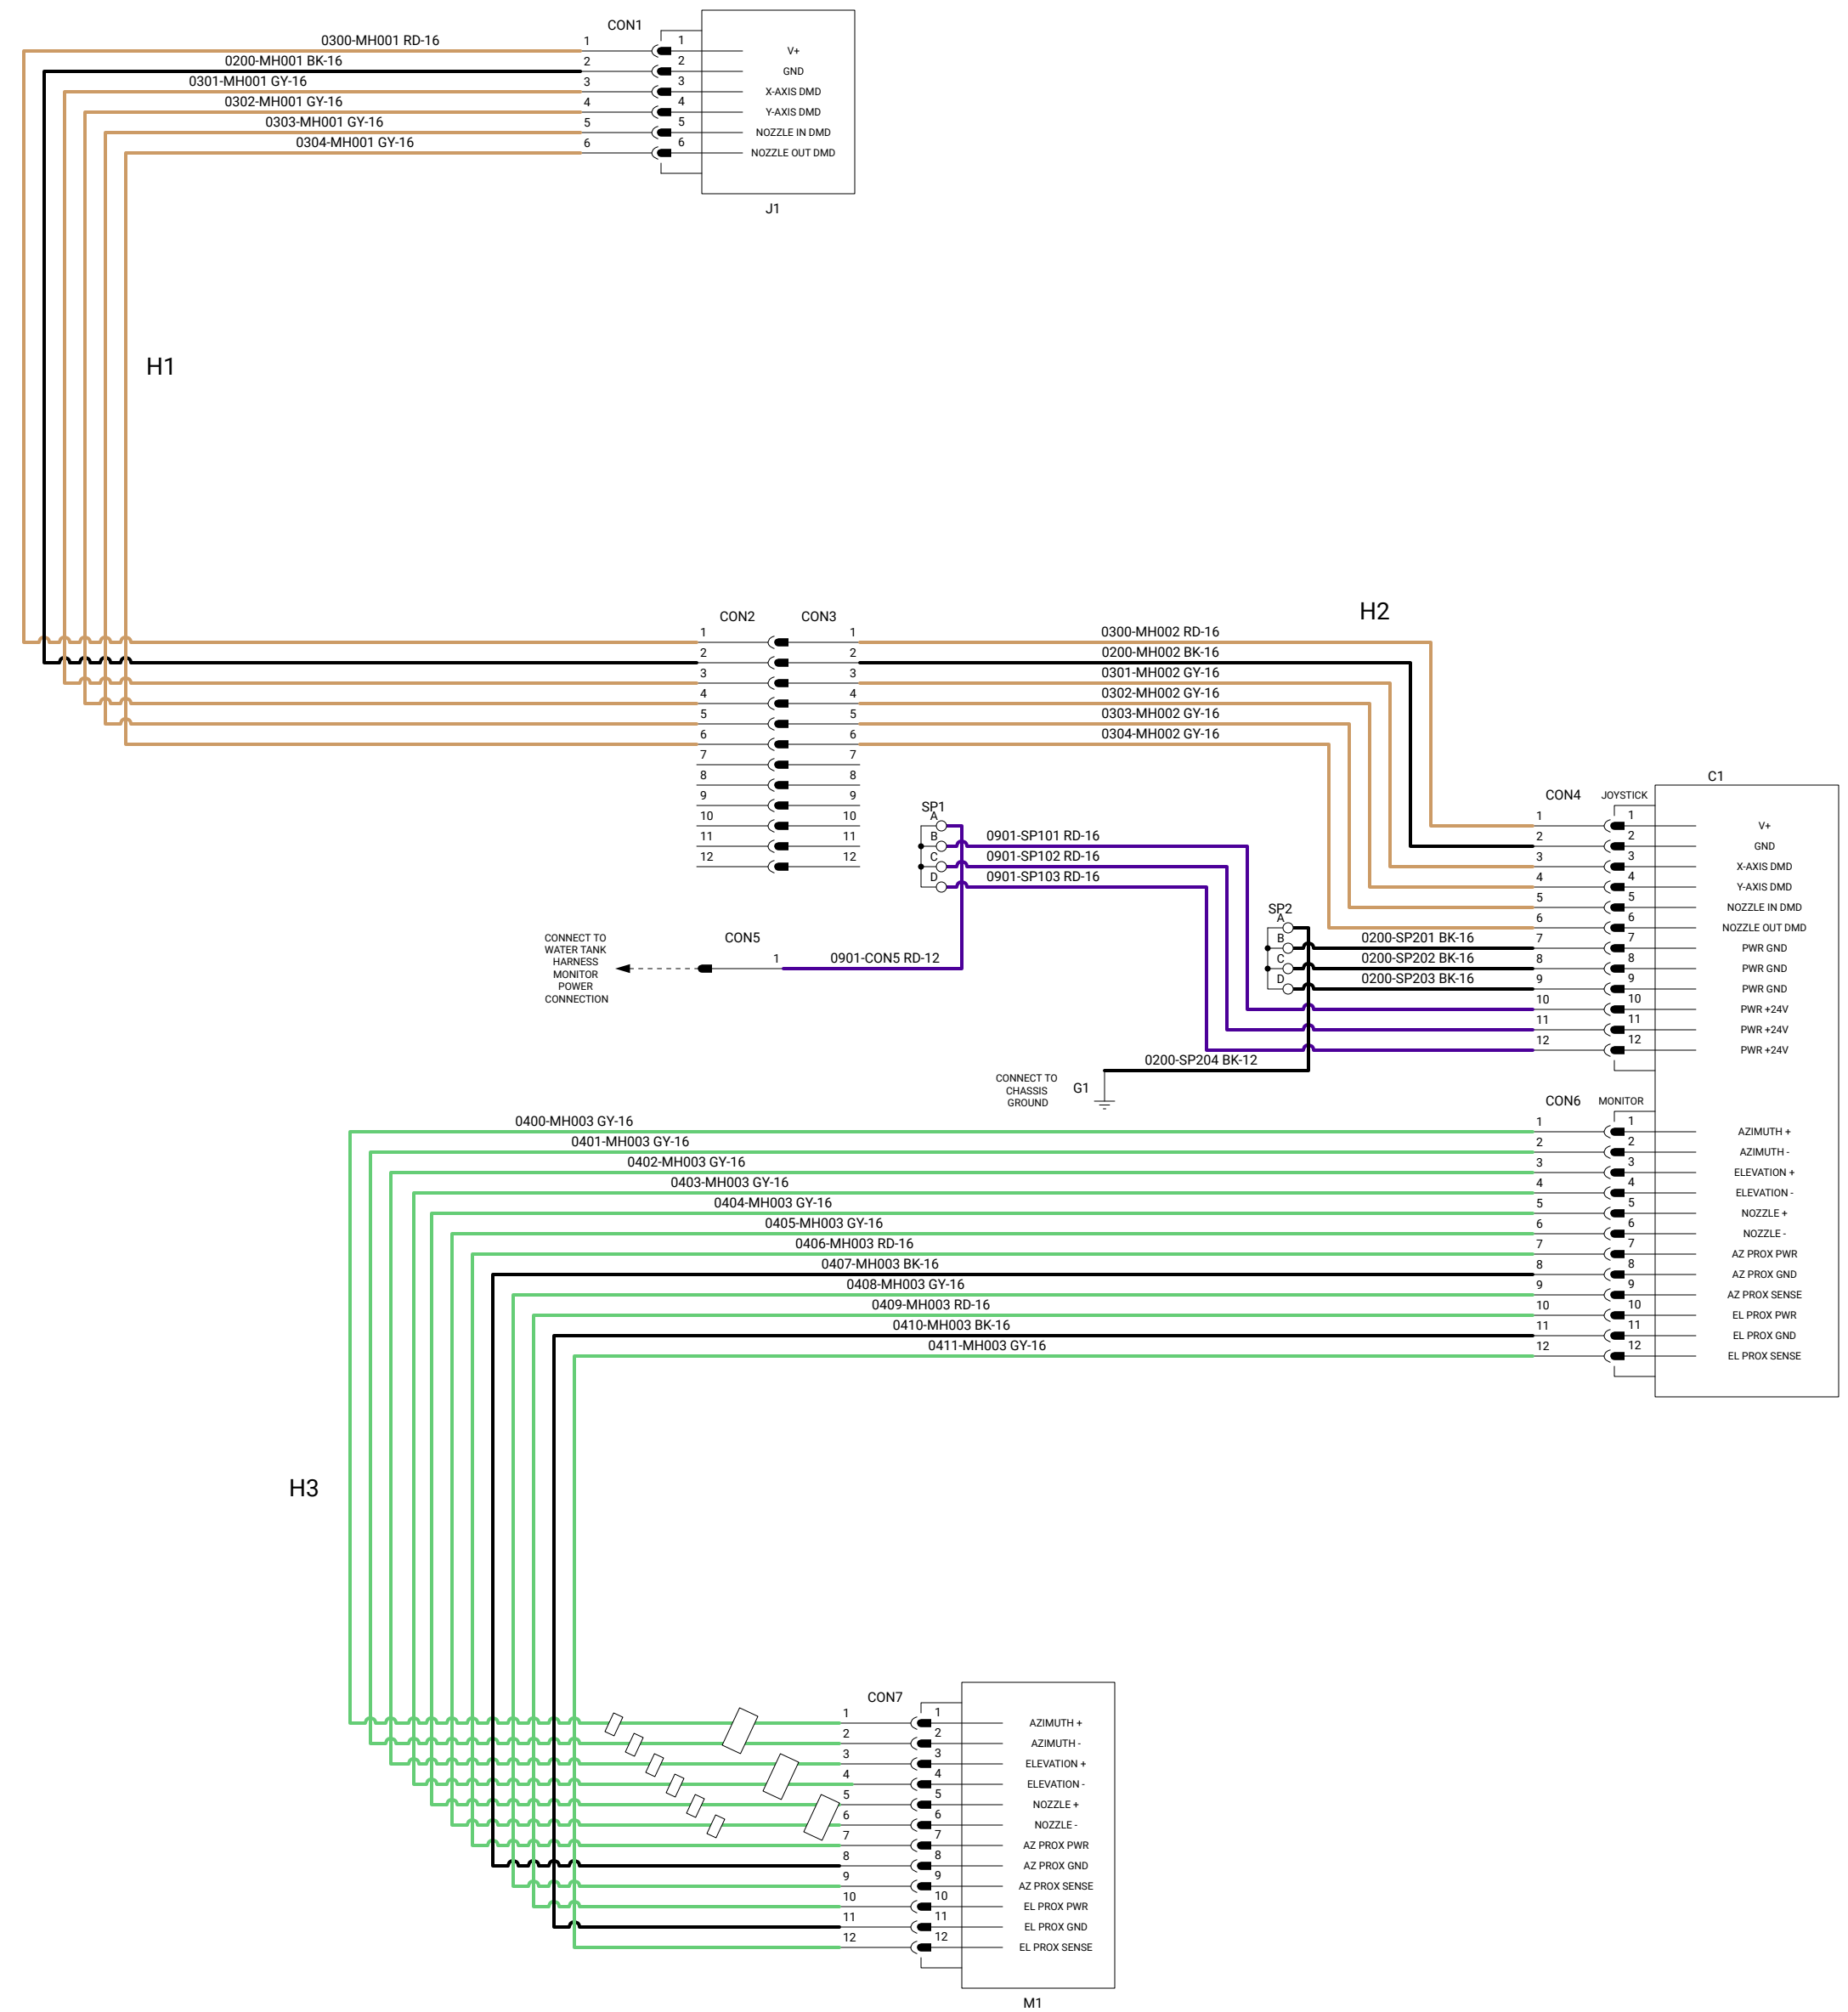 CON1
0300-MH001 RD-16 1 1 V+
0200-MH001 BK-16 2 2 GND
0301-MH001 GY-16 3 3 X-AXIS DMD
0302-MH001 GY-16 4 4 Y-AXIS DMD
0303-MH001 GY-16 5 5 NOZZLE IN DMD
0304-MH001 GY-16 6 6 NOZZLE OUT DMD
J1
H1
H2
CON2 CON3
1 1 0300-MH002 RD-16
2 2 0200-MH002 BK-16
3 3 0301-MH002 GY-16
4 4 0302-MH002 GY-16
5 5 0303-MH002 GY-16
6 6 0304-MH002 GY-16
7 7
8 8
9 9
10 10
11 11
12 12
SP1
A
B 0901-SP101 RD-16
C 0901-SP102 RD-16
D 0901-SP103 RD-16
CONNECT TO
WATER TANK
HARNESS
MONITOR
POWER
CONNECTION
CON5
1 0901-CON5 RD-12
SP2
A
B 0200-SP201 BK-16
C 0200-SP202 BK-16
D 0200-SP203 BK-16
0200-SP204 BK-12
CONNECT TO
CHASSIS
GROUND
G1
C1
CON4 JOYSTICK
1 1 V+
2 2 GND
3 3 X-AXIS DMD
4 4 Y-AXIS DMD
5 5 NOZZLE IN DMD
6 6 NOZZLE OUT DMD
7 7 PWR GND
8 8 PWR GND
9 9 PWR GND
10 10 PWR +24V
11 11 PWR +24V
12 12 PWR +24V
CON6 MONITOR
0400-MH003 GY-16 1 1 AZIMUTH +
0401-MH003 GY-16 2 2 AZIMUTH -
0402-MH003 GY-16 3 3 ELEVATION +
0403-MH003 GY-16 4 4 ELEVATION -
0404-MH003 GY-16 5 5 NOZZLE +
0405-MH003 GY-16 6 6 NOZZLE -
0406-MH003 RD-16 7 7 AZ PROX PWR
0407-MH003 BK-16 8 8 AZ PROX GND
0408-MH003 GY-16 9 9 AZ PROX SENSE
0409-MH003 RD-16 10 10 EL PROX PWR
0410-MH003 BK-16 11 11 EL PROX GND
0411-MH003 GY-16 12 12 EL PROX SENSE
H3
CON7
1 1 AZIMUTH +
2 2 AZIMUTH -
3 3 ELEVATION +
4 4 ELEVATION -
5 5 NOZZLE +
6 6 NOZZLE -
7 7 AZ PROX PWR
8 8 AZ PROX GND
9 9 AZ PROX SENSE
10 10 EL PROX PWR
11 11 EL PROX GND
12 12 EL PROX SENSE
M1